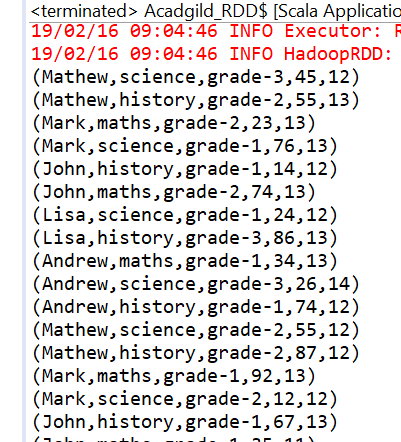 <terminated> Acadgild_RDD$ [Scala Applicatio
19/02/16 09:04:46 INFO Executor: R
19/02/16 09:04:46 INFO HadoopRDD:
(Mathew,science,grade-3,45,12)
(Mathew,history,grade-2,55,13)
(Mark,maths,grade-2,23,13)
(Mark,science,grade-1,76,13)
(John,history,grade-1,14,12)
(John,maths,grade-2,74,13)
(Lisa,science,grade-1,24,12)
(Lisa,history,grade-3,86,13)
(Andrew,maths,grade-1,34,13)
(Andrew,science,grade-3,26,14)
(Andrew,history,grade-1,74,12)
(Mathew,science,grade-2,55,12)
(Mathew,history,grade-2,87,12)
(Mark,maths,grade-1,92,13)
(Mark,science,grade-2,12,12)
(John,history,grade-1,67,13)
(John,maths,grade-1,35,11)